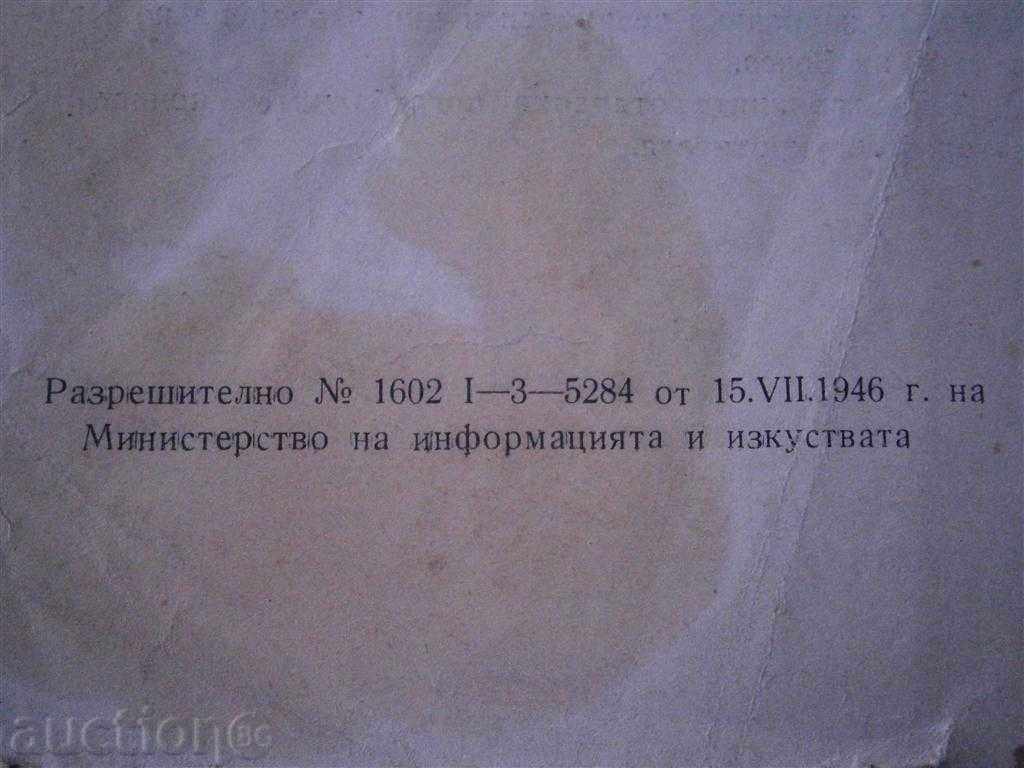 Разрешително № 1602 I—3—5284 от 15.VII.1946 г. на
Министерство на информацията и изкуствата
auction BG